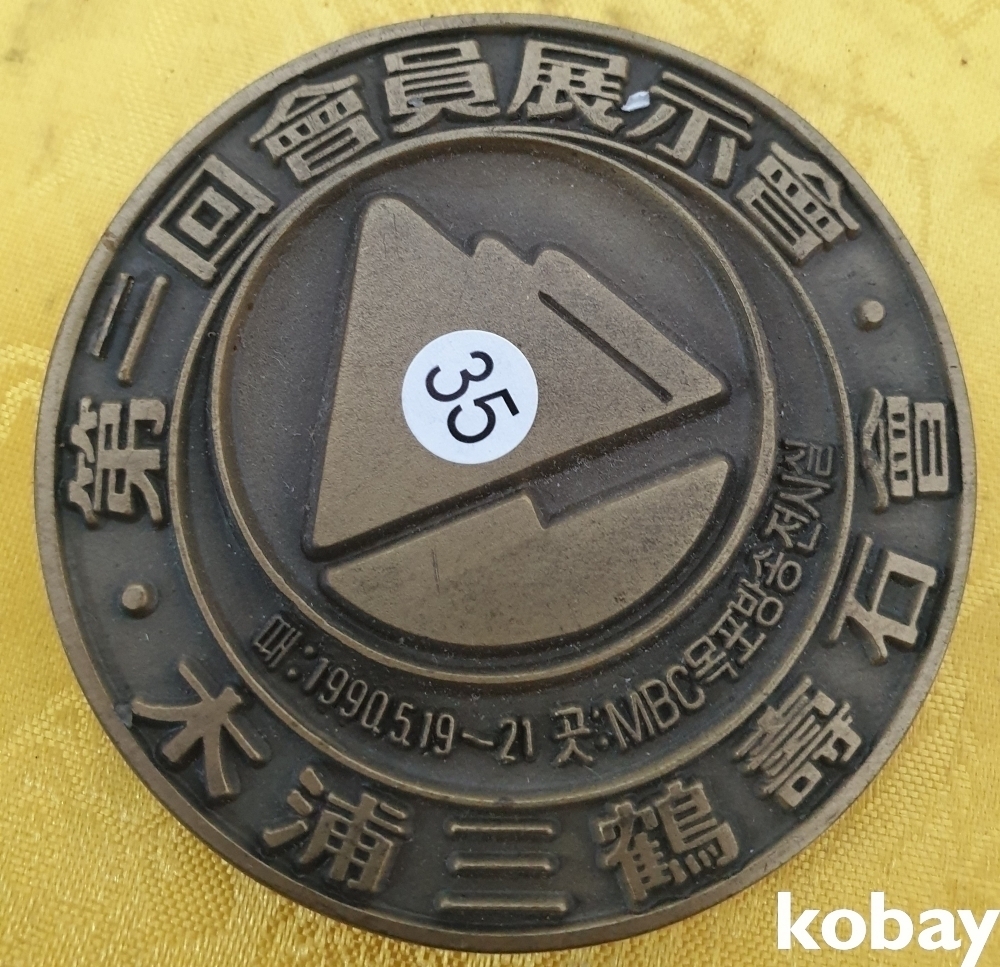 第二回會員展示會
木浦三鶴壽石會
때:1990.5.19-21 곳:MBC목포방송전시실
35
kobay